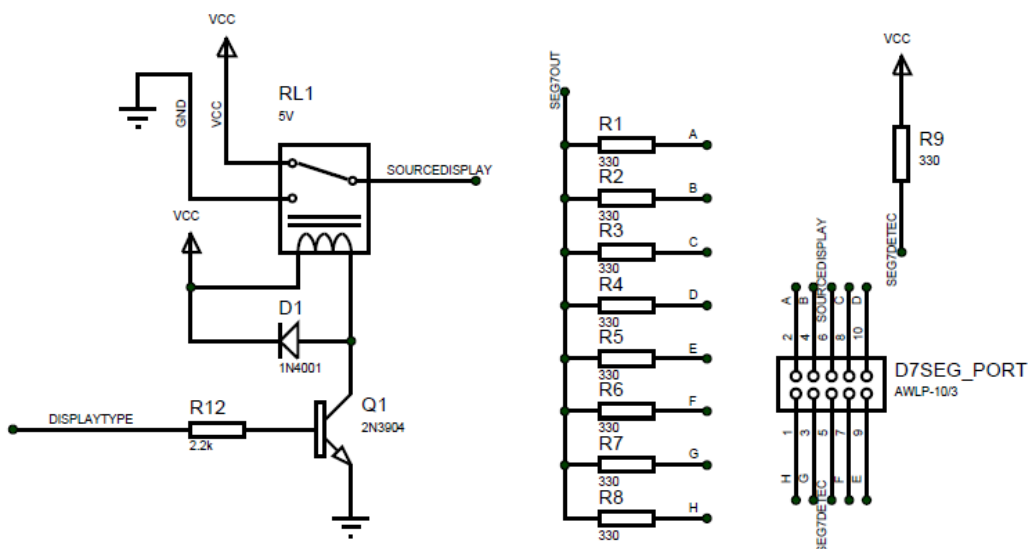 VCC
GND
VCC
RL1
5V
SOURCEDISPLAY
VCC
D1
1N4001
DISPLAYTYPE
R12
2.2k
Q1
2N3904
SEG7OUT
R1
330
A
R2
330
B
R3
330
C
R4
330
D
R5
330
E
R6
330
F
R7
330
G
R8
330
H
VCC
R9
330
SEG7DETEC
A
B
SOURCEDISPLAY
C
D
2
4
6
8
10
D7SEG_PORT
AWLP-10/3
1
3
5
7
9
H
G
SEG7DETEC
F
E